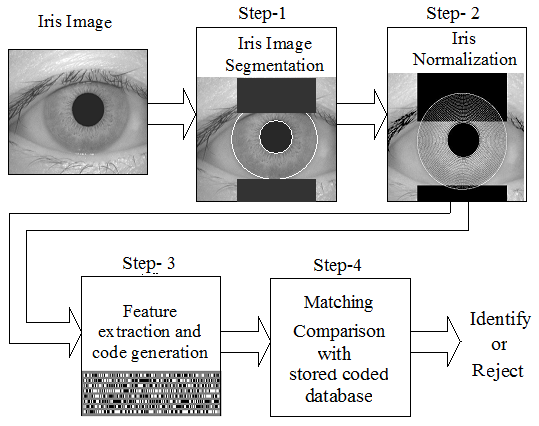 Iris Image
Step-1
Iris Image
Segmentation
Step- 2
Iris
Normalization
Step- 3
Feature
extraction and
code generation
Step-4
Matching
Comparison
with
stored coded
database
Identify
or
Reject